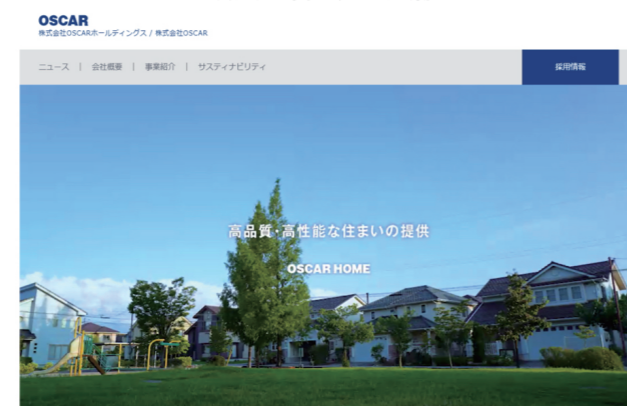 OSCAR
株式会社OSCARホールディングス / 株式会社OSCAR
ニュース | 会社概要 | 事業紹介 | サスティナビリティ
採用情報
高品質・高性能な住まいの提供
OSCAR HOME